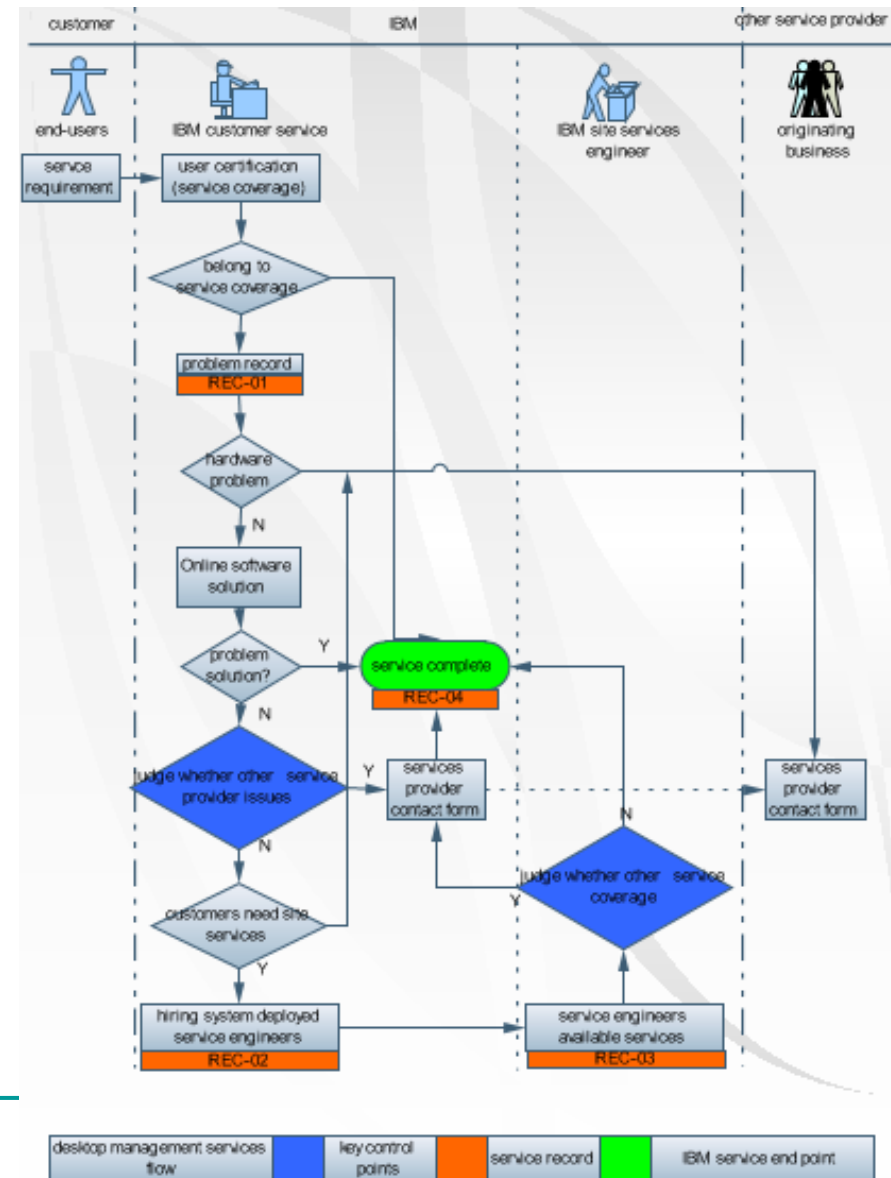 customer
IBM
other service provider
end-users
IBM customer service
IBM site services
engineer
originating
business
service
requirement
user certification
(service coverage)
belong to
service coverage
problem record
REC-01
hardware
problem
N
Online software
solution
problem
solution?
Y
service complete
REC-04
N
judge whether other service
provider issues
Y
services
provider
contact form
services
provider
contact form
N
N
judge whether other service
coverage
Y
customers need site
services
Y
hiring system deployed
service engineers
REC-02
service engineers
available services
REC-03
desktop management services
flow
key control
points
service record
IBM service end point